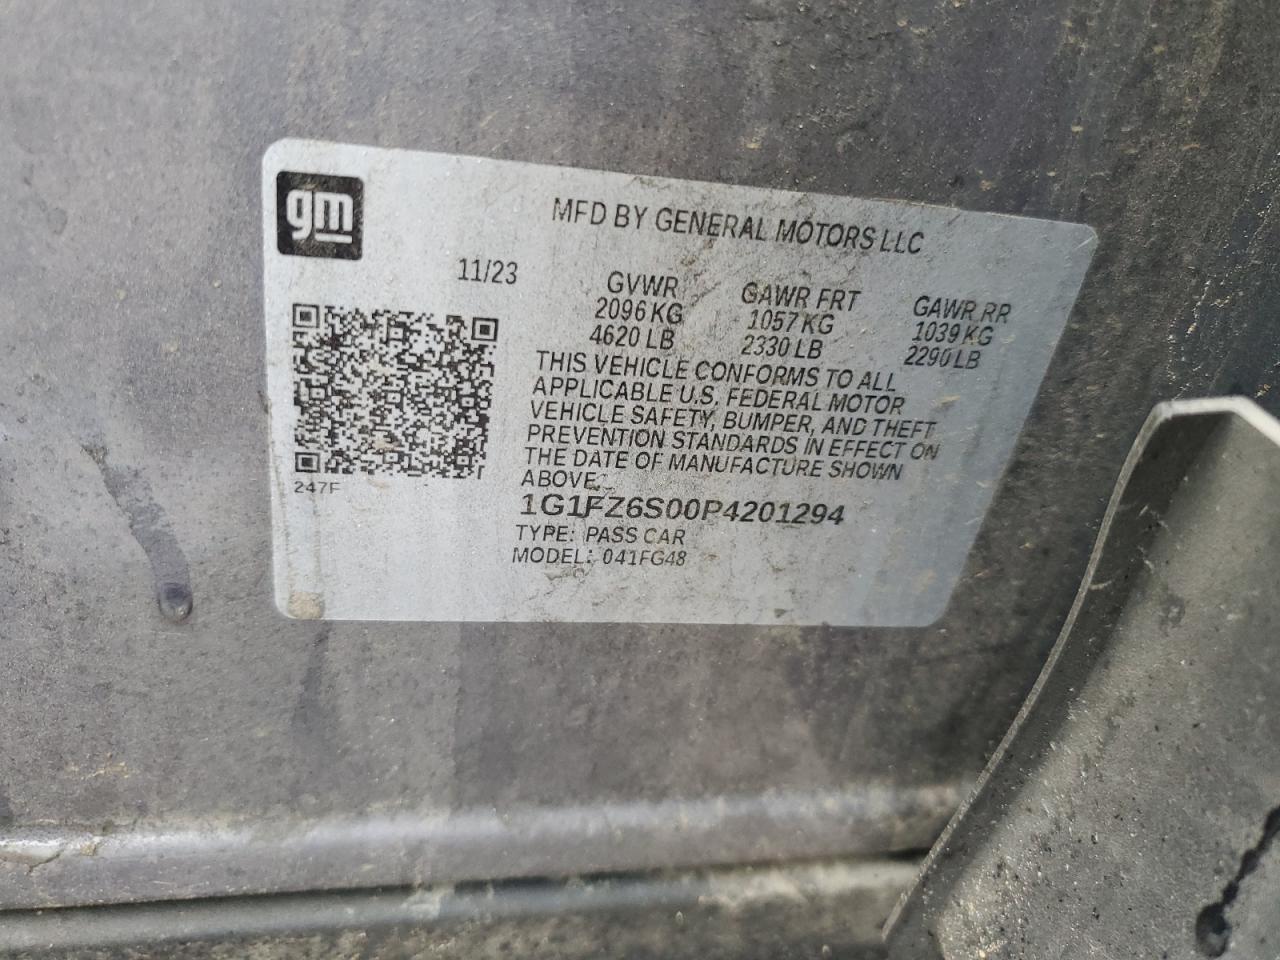 gm
MFD BY GENERAL MOTORS LLC
11/23
GVWR GAWR FRT GAWR RR
2096 KG 1057 KG 1039 KG
4620 LB 2330 LB 2290 LB
THIS VEHICLE CONFORMS TO ALL
APPLICABLE U.S. FEDERAL MOTOR
VEHICLE SAFETY, BUMPER, AND THEFT
PREVENTION STANDARDS IN EFFECT ON
THE DATE OF MANUFACTURE SHOWN
ABOVE.
247F
1G1FZ6S00P4201294
TYPE: PASS CAR
MODEL: 041FG48